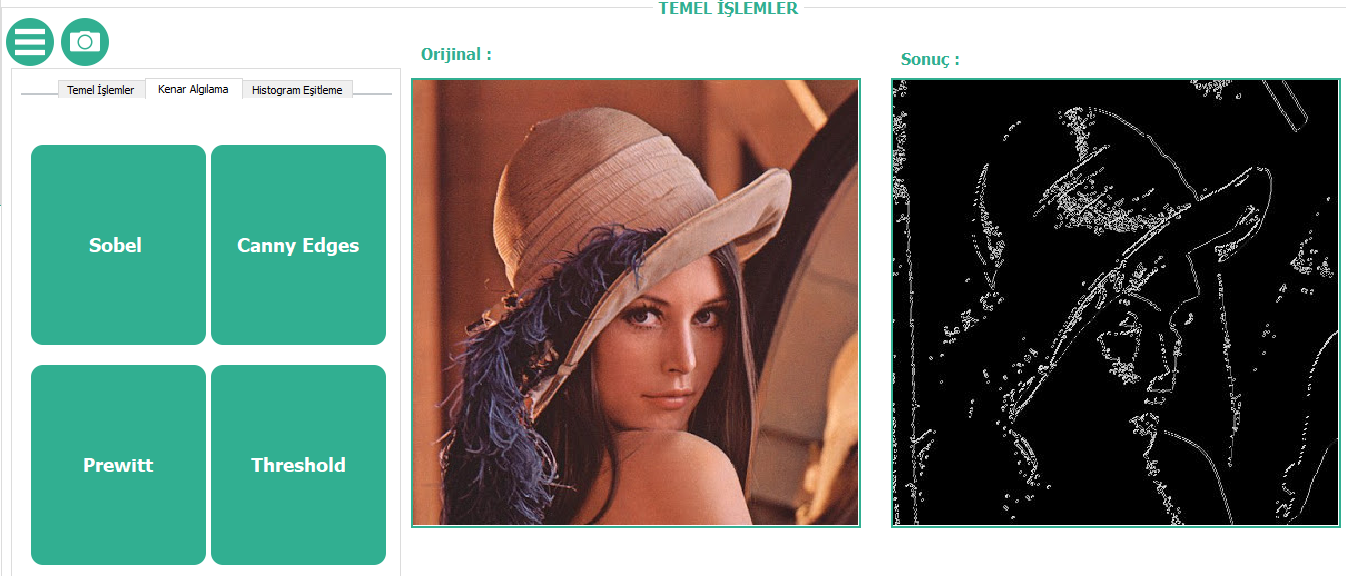 TEMEL İŞLEMLER
Orijinal :
Sonuç :
Temel İşlemler
Kenar Algılama
Histogram Eşitleme
Sobel
Canny Edges
Prewitt
Threshold